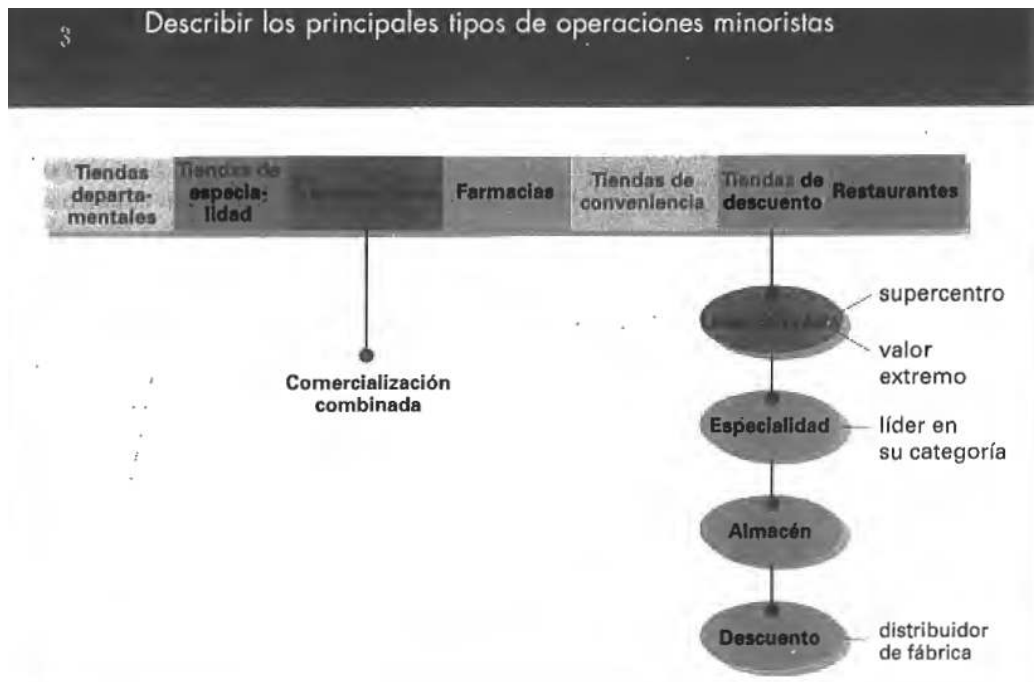 3
Describir los principales tipos de operaciones minoristas
Tiendas
departa-
mentales
Tiendas de
especia-
lidad
Farmacias
Tiendas de
conveniencia
Tiendas de
descuento
Restaurantes
Comercialización
combinada
supercentro
valor
extremo
Especialidad
líder en
su categoría
Almacén
Descuento
distribuidor
de fábrica